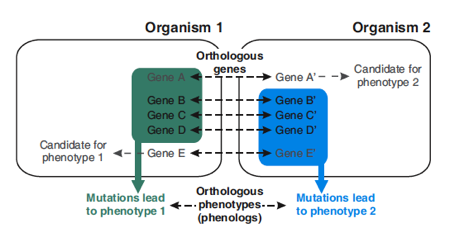 Organism 1
Organism 2
Orthologous
genes
Gene A
Gene A'
Candidate for
phenotype 2
Gene B
Gene B'
Gene C
Gene C'
Gene D
Gene D'
Candidate for
phenotype 1
Gene E
Gene E'
Mutations lead
to phenotype 1
Orthologous
phenotypes
(phenologs)
Mutations lead
to phenotype 2